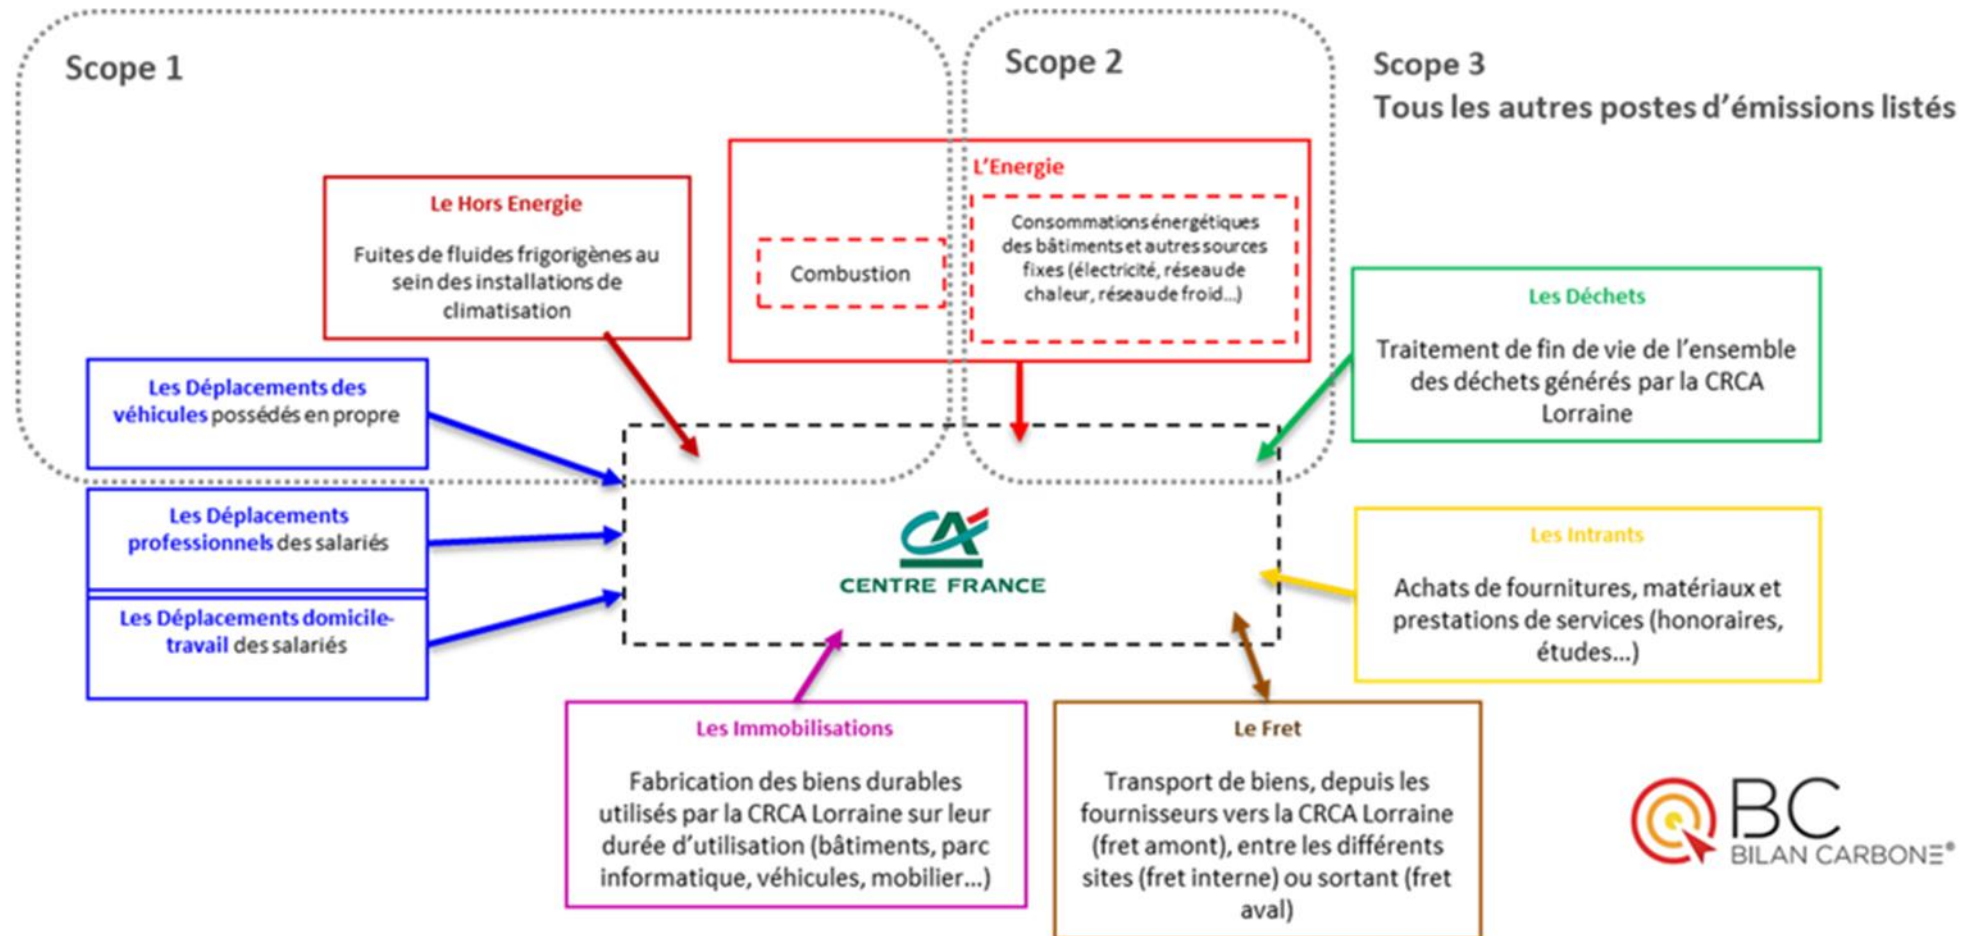 Scope 1
Scope 2
Scope 3
Tous les autres postes d'émissions listés
Le Hors Energie
Fuites de fluides frigorigènes au
sein des installations de
climatisation
L'Energie
Combustion
Consommations énergétiques
des bâtiments et autres sources
fixes (électricité, réseau de
chaleur, réseau de froid...)
Les Déchets
Traitement de fin de vie de l'ensemble
des déchets générés par la CRCA
Lorraine
Les Déplacements des
véhicules possédés en propre
Les Déplacements
professionnels des salariés
Les Déplacements domicile-
travail des salariés
CA
CENTRE FRANCE
Les Intrants
Achats de fournitures, matériaux et
prestations de services (honoraires,
études...)
Les Immobilisations
Fabrication des biens durables
utilisés par la CRCA Lorraine sur leur
durée d'utilisation (bâtiments, parc
informatique, véhicules, mobilier...)
Le Fret
Transport de biens, depuis les
fournisseurs vers la CRCA Lorraine
(fret amont), entre les différents
sites (fret interne) ou sortant (fret
aval)
BC
BILAN CARBONE®